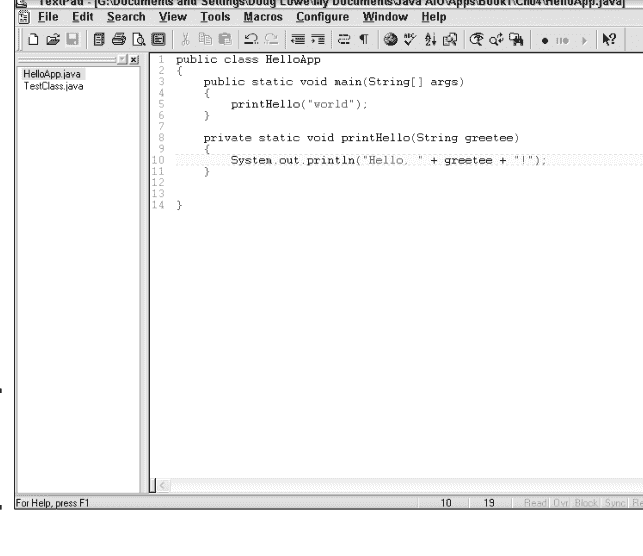 TextPad - [G:\Documents and Settings\Doug Lowe\My Documents\Java AIO\Apps\Book1\Ch04\HelloApp.java]
File Edit Search View Tools Macros Configure Window Help
HelloApp.java
TestClass.java
1 public class HelloApp
2 {
3 public static void main(String[] args)
4 {
5 printHello("world");
6 }
7
8 private static void printHello(String greetee)
9 {
10 System.out.println("Hello, " + greetee + "!");
11 }
12
13
14 }
For Help, press F1
10 19 Read Ovr Block Sync Re